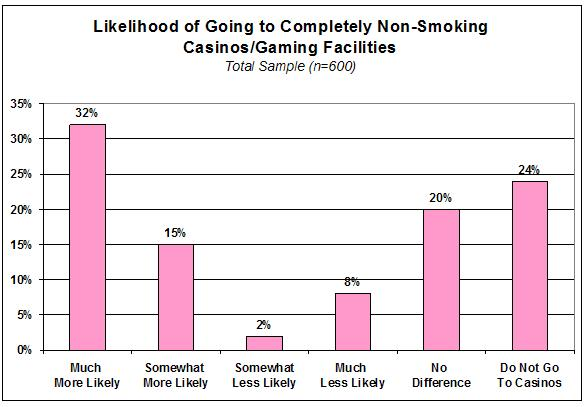 Likelihood of Going to Completely Non-Smoking
Casinos/Gaming Facilities
Total Sample (n=600)
35%
30%
25%
20%
15%
10%
5%
0%
32%
15%
2%
8%
20%
24%
Much
More Likely
Somewhat
More Likely
Somewhat
Less Likely
Much
Less Likely
No
Difference
Do Not Go
To Casinos